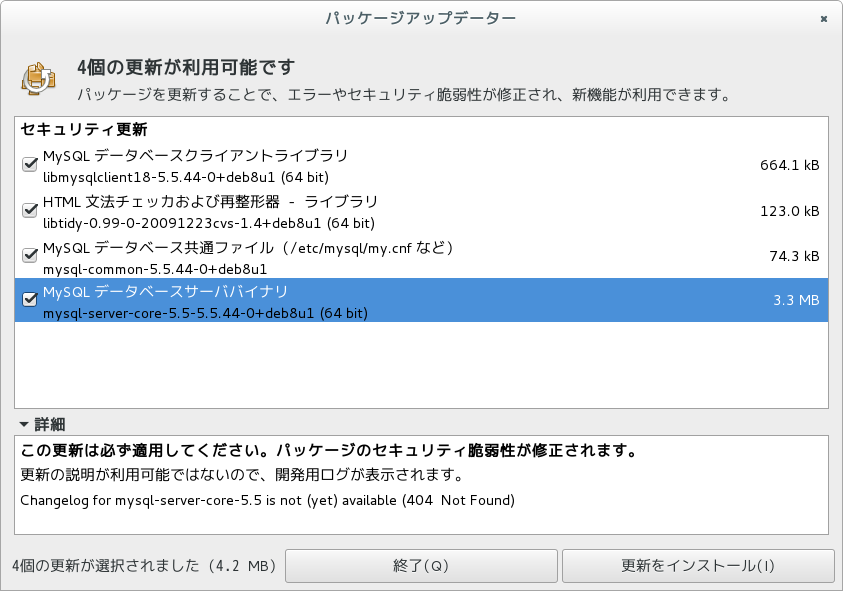 パッケージアップデーター
4個の更新が利用可能です
パッケージを更新することで、エラーやセキュリティ脆弱性が修正され、新機能が利用できます。
セキュリティ更新
MySQL データベースクライアントライブラリ
libmysqlclient18-5.5.44-0+deb8u1 (64 bit)
664.1 kB
HTML 文法チェッカおよび再整形器 - ライブラリ
libtidy-0.99-0-20091223cvs-1.4+deb8u1 (64 bit)
123.0 kB
MySQL データベース共通ファイル（/etc/mysql/my.cnf など）
mysql-common-5.5.44-0+deb8u1
74.3 kB
MySQL データベースサーババイナリ
mysql-server-core-5.5-5.5.44-0+deb8u1 (64 bit)
3.3 MB
詳細
この更新は必ず適用してください。パッケージのセキュリティ脆弱性が修正されます。
更新の説明が利用可能ではないので、開発用ログが表示されます。
Changelog for mysql-server-core-5.5 is not (yet) available (404 Not Found)
4個の更新が選択されました (4.2 MB)
終了(Q)
更新をインストール(I)